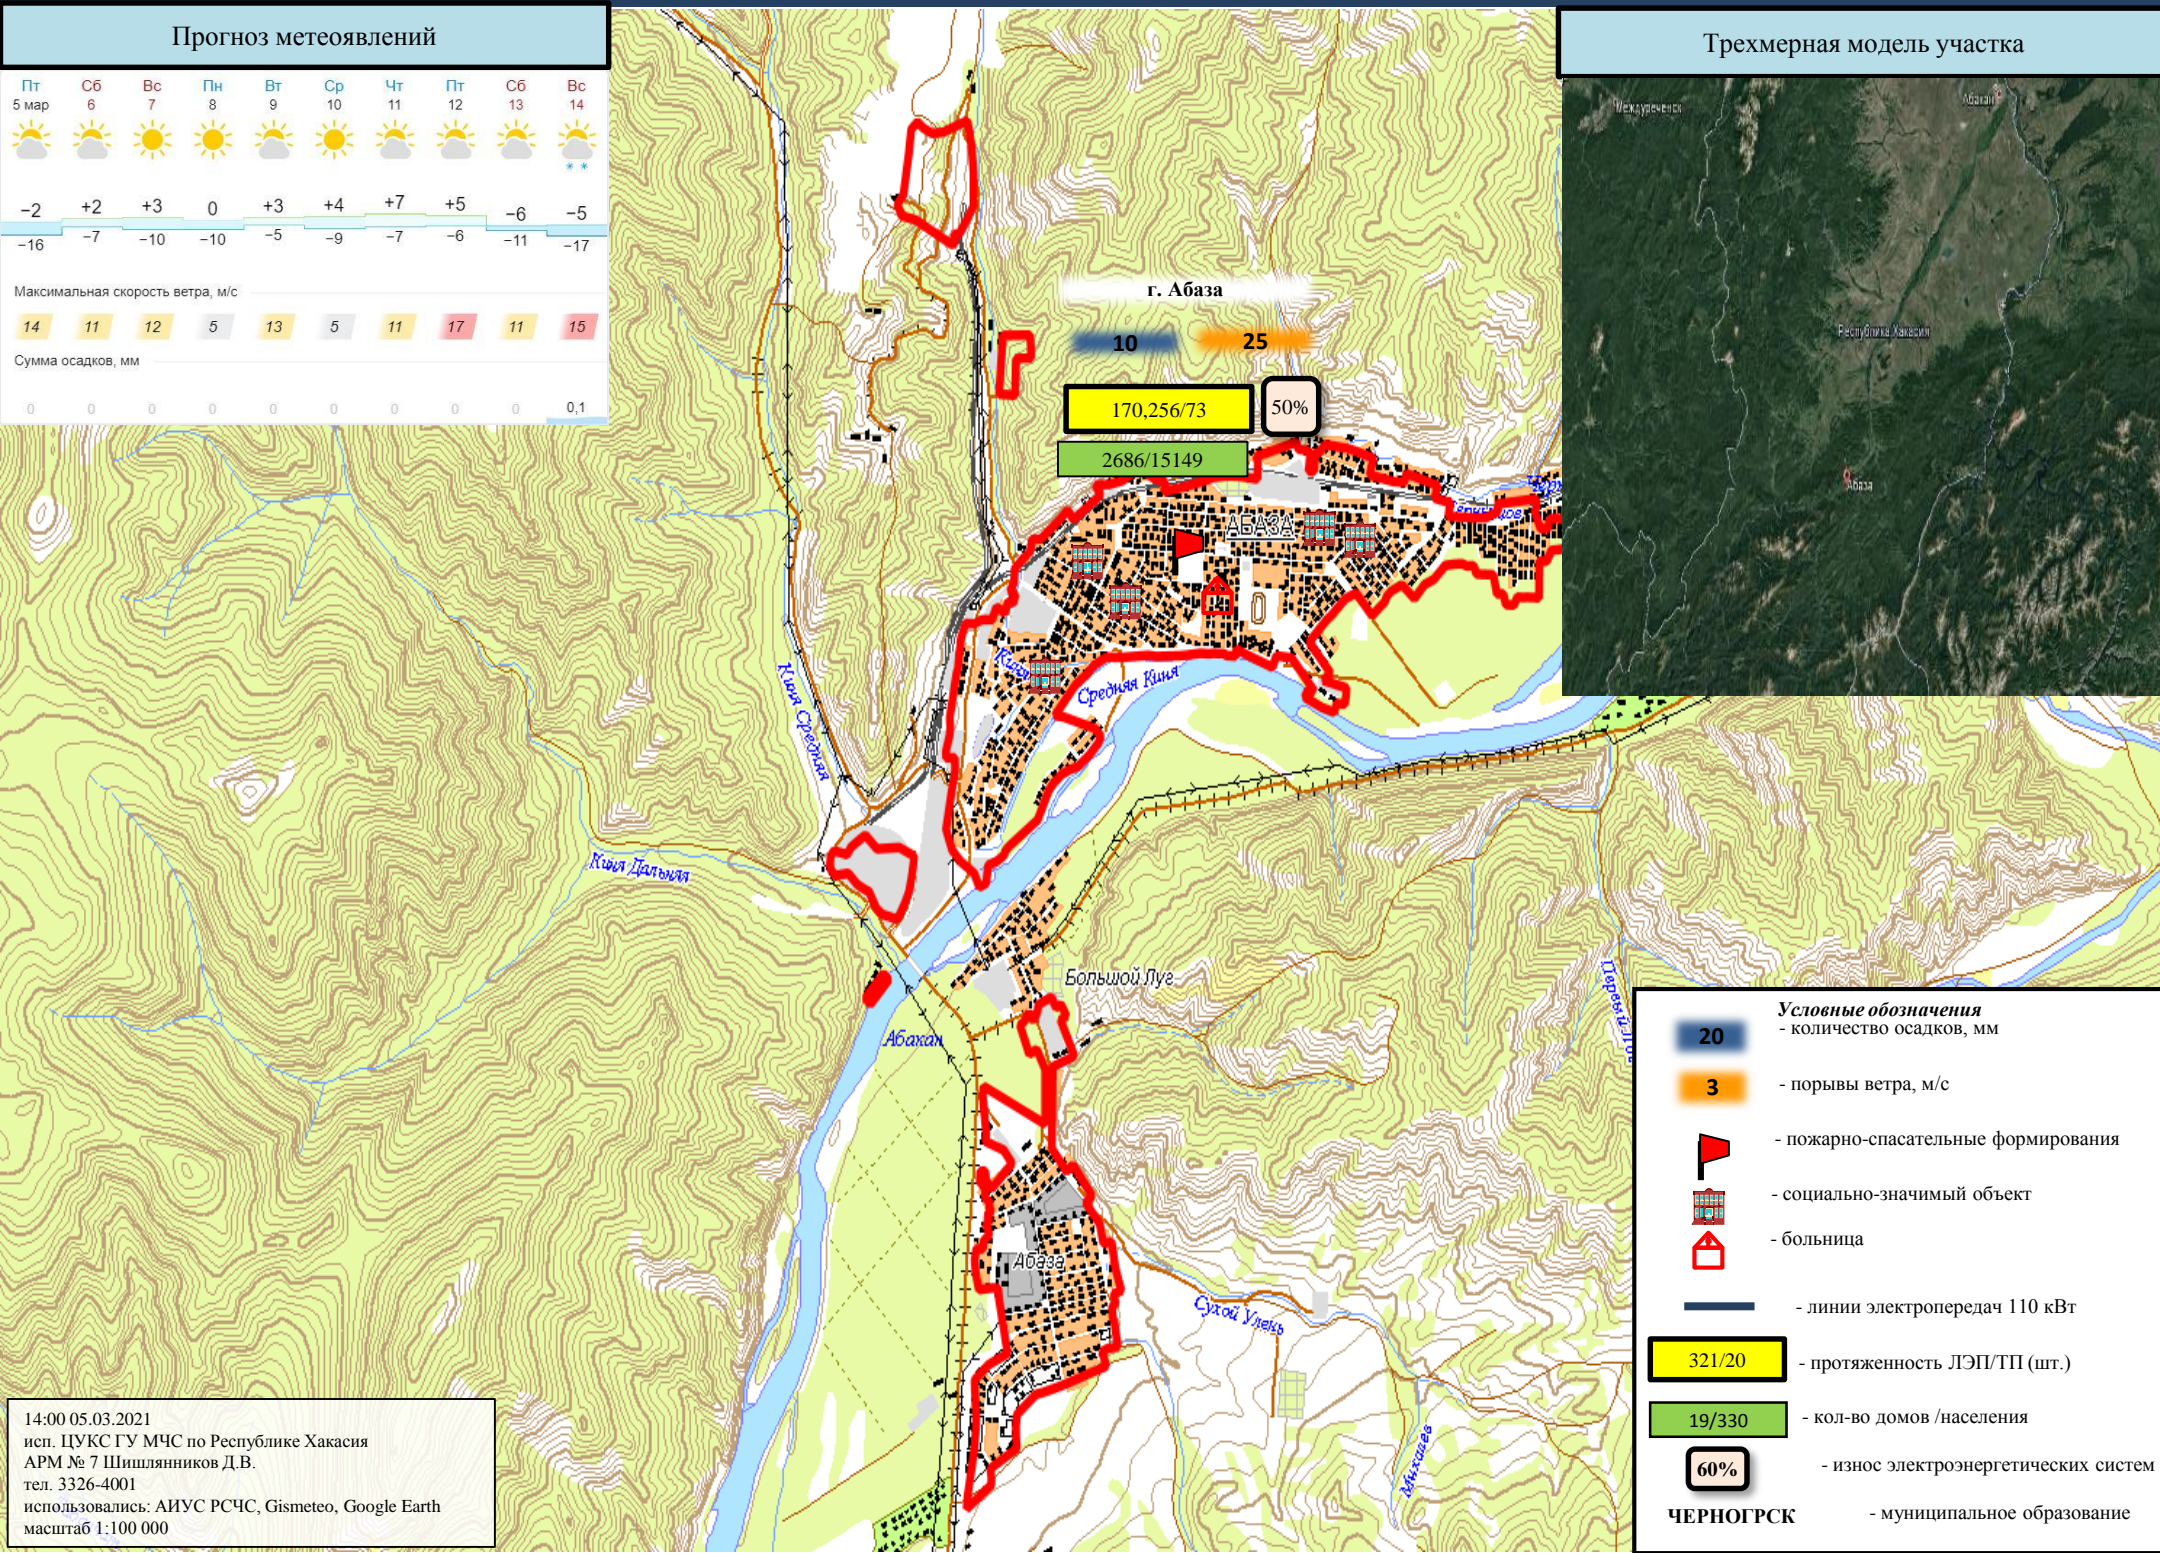 Прогноз метеоявлений
Пт Сб Вс Пн Вт Ср Чт Пт Сб Вс
5 мар 6 7 8 9 10 11 12 13 14
−2 +2 +3 0 +3 +4 +7 +5 −6 −5
−16 −7 −10 −10 −5 −9 −7 −6 −11 −17
Максимальная скорость ветра, м/с
14 11 12 5 13 5 11 17 11 15
Сумма осадков, мм
0 0 0 0 0 0 0 0 0 0,1
Трехмерная модель участка
Междуреченск
Абакан
Республика Хакасия
Абаза
г. Абаза
10 25
170,256/73 50%
2686/15149
АБАЗА
Средняя Киня
Киня Средняя
Киня Дальняя
Большой Луг
Абакан
Абаза
Сухой Улень
Условные обозначения
20 - количество осадков, мм
3 - порывы ветра, м/с
- пожарно-спасательные формирования
- социально-значимый объект
- больница
- линии электропередач 110 кВт
321/20 - протяженность ЛЭП/ТП (шт.)
19/330 - кол-во домов /населения
60% - износ электроэнергетических систем
ЧЕРНОГРСК - муниципальное образование
14:00 05.03.2021
исп. ЦУКС ГУ МЧС по Республике Хакасия
АРМ № 7 Шишлянников Д.В.
тел. 3326-4001
использовались: АИУС РСЧС, Gismeteo, Google Earth
масштаб 1:100 000